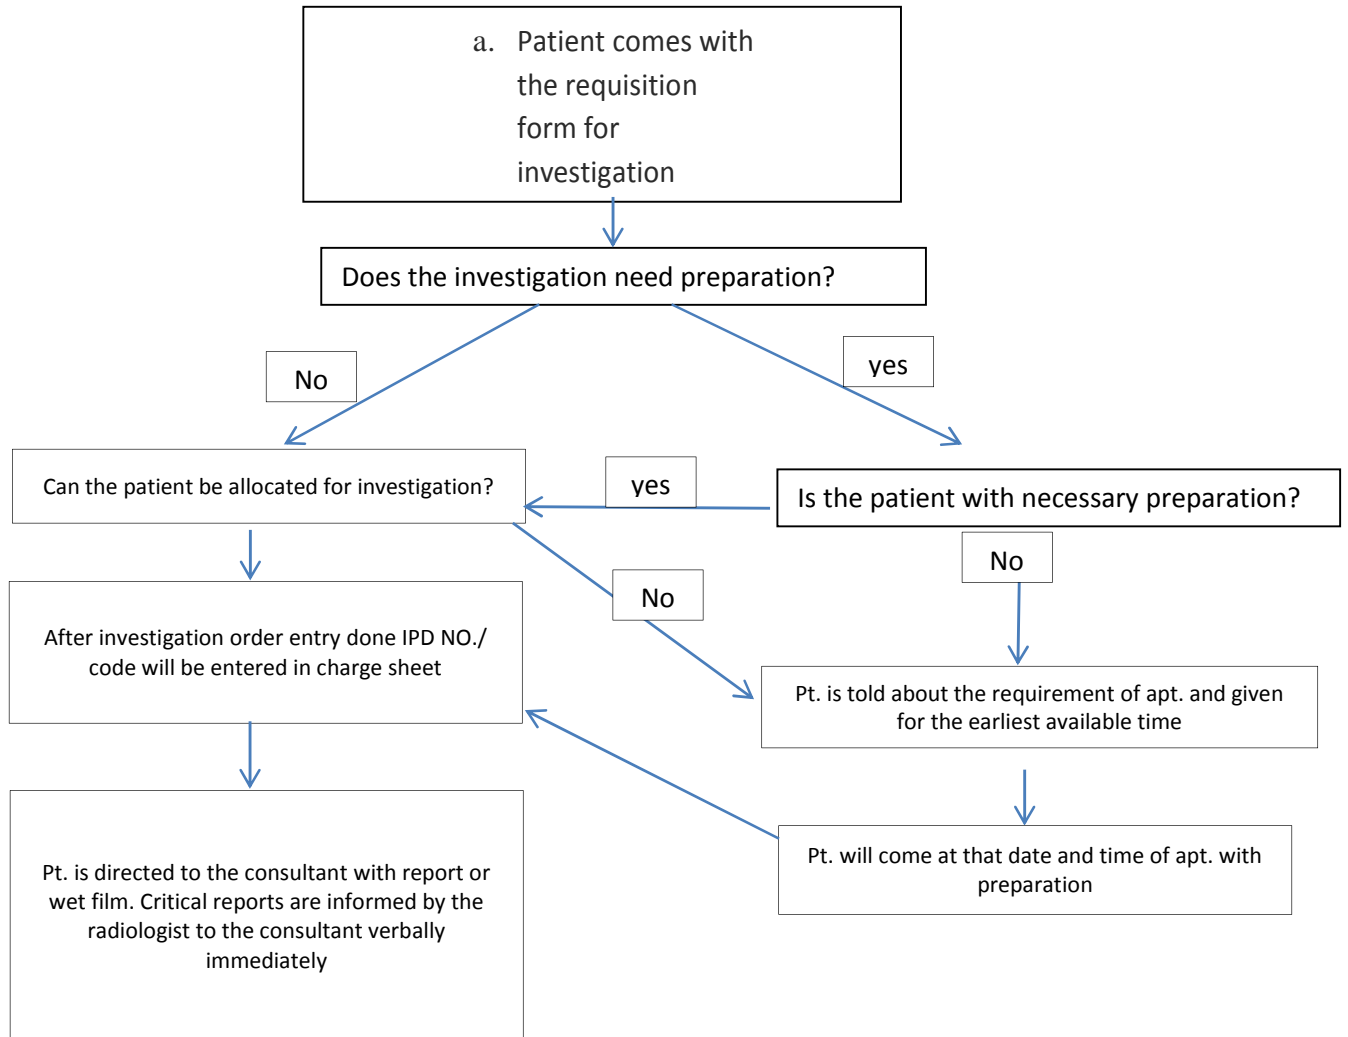 a. Patient comes with
the requisition
form for
investigation
Does the investigation need preparation?
No
yes
Can the patient be allocated for investigation?
yes
Is the patient with necessary preparation?
No
No
After investigation order entry done IPD NO./
code will be entered in charge sheet
Pt. is told about the requirement of apt. and given
for the earliest available time
Pt. will come at that date and time of apt. with
preparation
Pt. is directed to the consultant with report or
wet film. Critical reports are informed by the
radiologist to the consultant verbally
immediately